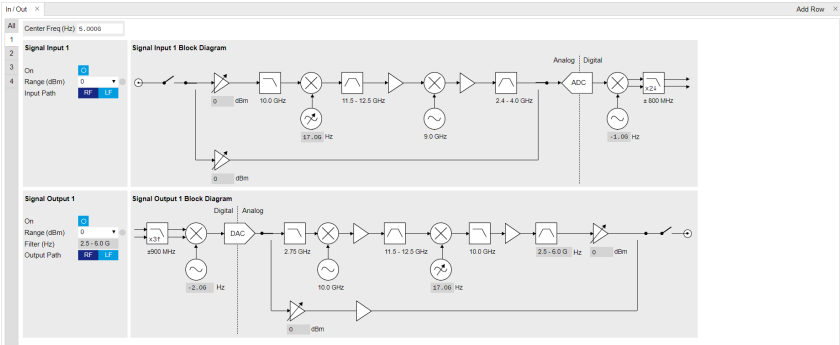 In / Out ×
Add Row ×
All
Center Freq (Hz) 5.000G
1
2
3
4
Signal Input 1
Signal Input 1 Block Diagram
Analog Digital
On
Range (dBm) 0
Input Path RF LF
ADC
x2↓
0 dBm
10.0 GHz
11.5 - 12.5 GHz
2.4 - 4.0 GHz
± 800 MHz
17.0G Hz
9.0 GHz
-1.0G Hz
0 dBm
Signal Output 1
Signal Output 1 Block Diagram
Digital Analog
On
Range (dBm) 0
Filter (Hz) 2.5 - 6.0 G
Output Path RF LF
x3↑
DAC
±900 MHz
2.75 GHz
11.5 - 12.5 GHz
10.0 GHz
2.5 - 6.0 G Hz
0 dBm
-2.0G Hz
10.0 GHz
17.0G Hz
0 dBm